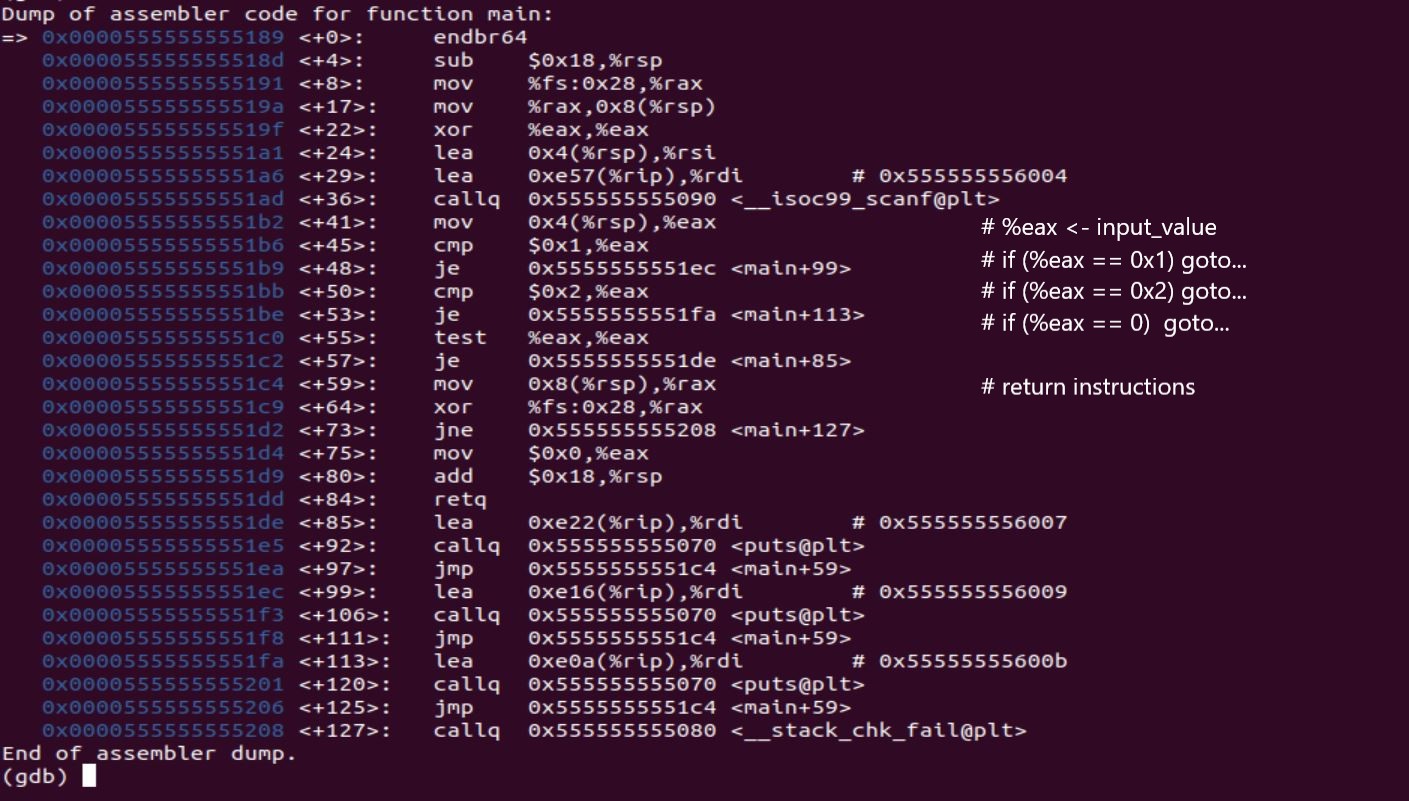 Dump of assembler code for function main:
=> 0x0000555555555189 <+0>: endbr64
0x000055555555518d <+4>: sub $0x18,%rsp
0x0000555555555191 <+8>: mov %fs:0x28,%rax
0x000055555555519a <+17>: mov %rax,0x8(%rsp)
0x000055555555519f <+22>: xor %eax,%eax
0x00005555555551a1 <+24>: lea 0x4(%rsp),%rsi
0x00005555555551a6 <+29>: lea 0xe57(%rip),%rdi # 0x555555556004
0x00005555555551ad <+36>: callq 0x555555555090 <__isoc99_scanf@plt>
0x00005555555551b2 <+41>: mov 0x4(%rsp),%eax # %eax <- input_value
0x00005555555551b6 <+45>: cmp $0x1,%eax
0x00005555555551b9 <+48>: je 0x5555555551ec <main+99> # if (%eax == 0x1) goto...
0x00005555555551bb <+50>: cmp $0x2,%eax # if (%eax == 0x2) goto...
0x00005555555551be <+53>: je 0x5555555551fa <main+113> # if (%eax == 0) goto...
0x00005555555551c0 <+55>: test %eax,%eax
0x00005555555551c2 <+57>: je 0x5555555551de <main+85>
0x00005555555551c4 <+59>: mov 0x8(%rsp),%rax # return instructions
0x00005555555551c9 <+64>: xor %fs:0x28,%rax
0x00005555555551d2 <+73>: jne 0x555555555208 <main+127>
0x00005555555551d4 <+75>: mov $0x0,%eax
0x00005555555551d9 <+80>: add $0x18,%rsp
0x00005555555551dd <+84>: retq
0x00005555555551de <+85>: lea 0xe22(%rip),%rdi # 0x555555556007
0x00005555555551e5 <+92>: callq 0x555555555070 <puts@plt>
0x00005555555551ea <+97>: jmp 0x5555555551c4 <main+59>
0x00005555555551ec <+99>: lea 0xe16(%rip),%rdi # 0x555555556009
0x00005555555551f3 <+106>: callq 0x555555555070 <puts@plt>
0x00005555555551f8 <+111>: jmp 0x5555555551c4 <main+59>
0x00005555555551fa <+113>: lea 0xe0a(%rip),%rdi # 0x55555555600b
0x0000555555555201 <+120>: callq 0x555555555070 <puts@plt>
0x0000555555555206 <+125>: jmp 0x5555555551c4 <main+59>
0x0000555555555208 <+127>: callq 0x555555555080 <__stack_chk_fail@plt>
End of assembler dump.
(gdb)